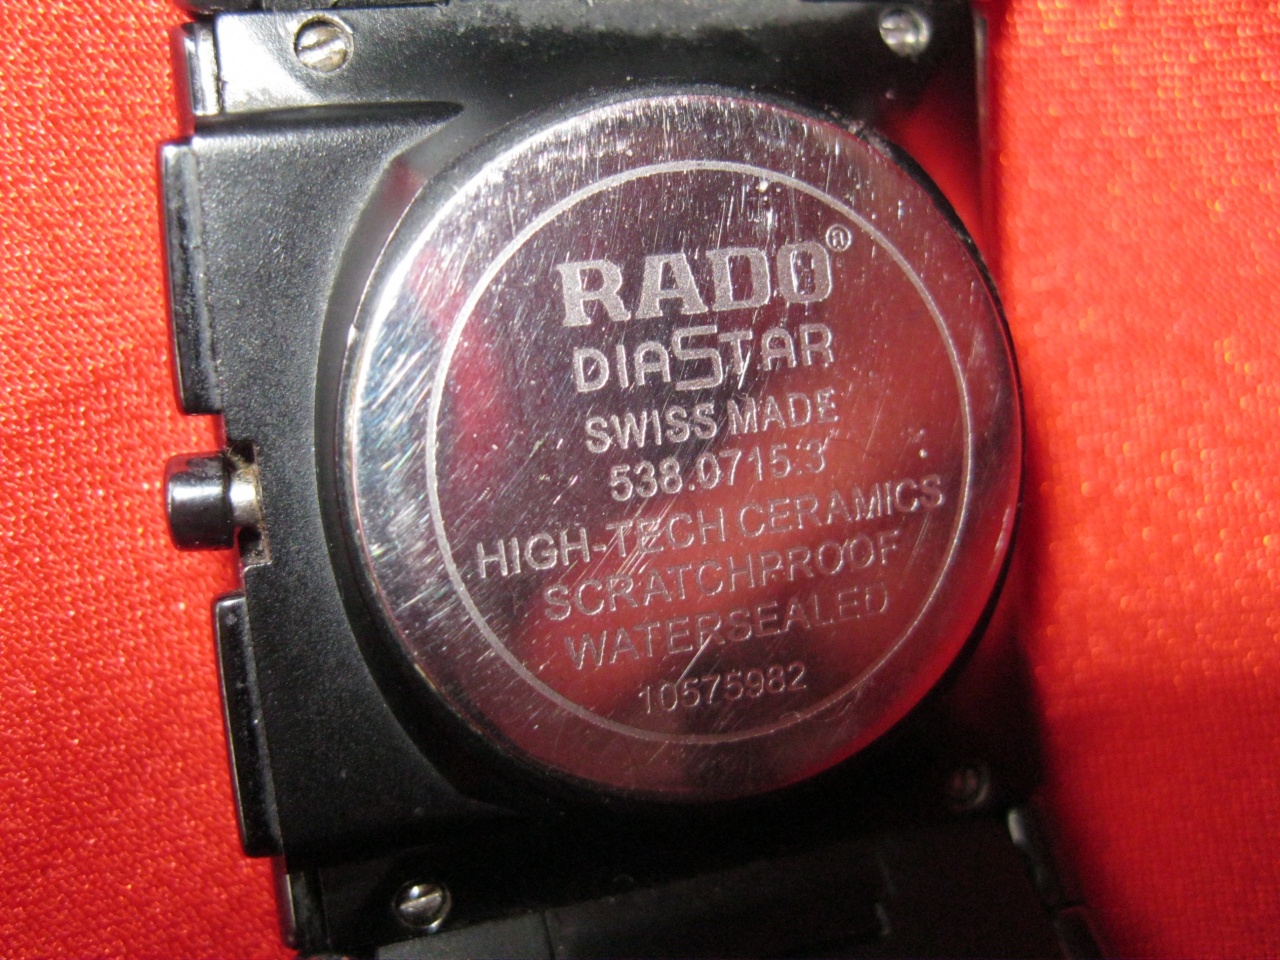 RADO®
DIASTAR
SWISS MADE
538.0715.3
HIGH-TECH CERAMICS
SCRATCHPROOF
WATERSEALED
10575982